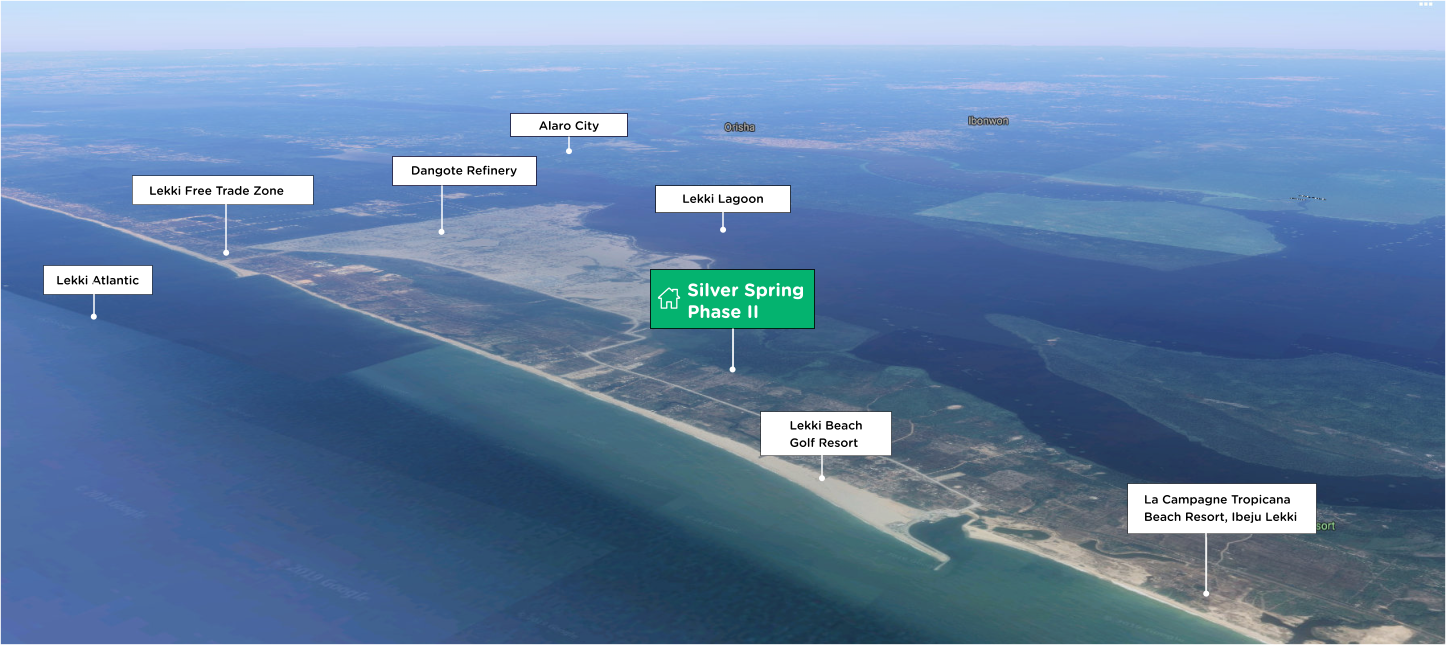 Alaro City
Orisha
Ibonwon
Dangote Refinery
Lekki Free Trade Zone
Lekki Lagoon
Lekki Atlantic
Silver Spring
Phase II
Lekki Beach
Golf Resort
La Campagne Tropicana
Beach Resort, Ibeju Lekki
sort